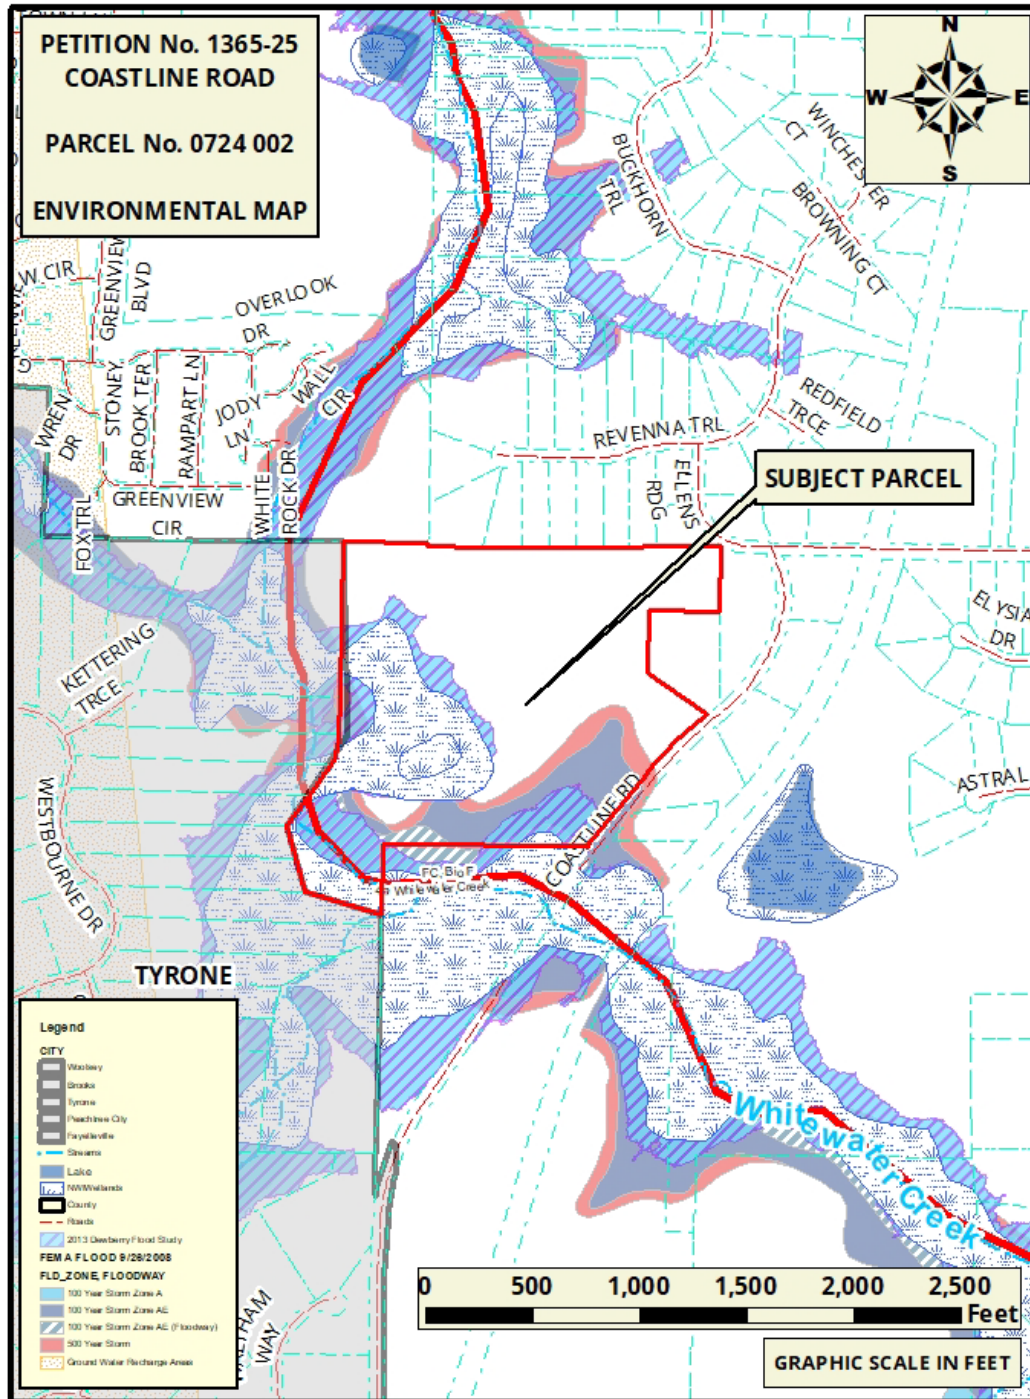 PETITION No. 1365-25
COASTLINE ROAD
PARCEL No. 0724 002
ENVIRONMENTAL MAP
N
W
E
S
WINCHESTER
CT
BUCKHORN
TRL
BROWNING CT
W CIR
GREENVIEW
BLVD
OVERLOOK
DR
WALL
CIR
JODY
LN
WREN
DR
STONEY
BROOK TER
RAMPART LN
REDFIELD
TRCE
REVENNA TRL
ELLENS
RDG
SUBJECT PARCEL
GREENVIEW
CIR
WHITE
ROCK DR
FOX TRL
ELYSIA
DR
KETTERING
TRCE
ASTRAL
WESTBOURNE DR
COASTLINE RD
Whitewater Creek
TYRONE
Whitewater Creek
WAY
Legend
CITY
Woolsey
Brooks
Tyrone
Peachtree City
Fayetteville
Streams
Lake
NWIWetlands
County
Roads
2013 Dewberry Flood Study
FEMA FLOOD 9/26/2008
FLD_ZONE, FLOODWAY
100 Year Storm Zone A
100 Year Storm Zone AE
100 Year Storm Zone AE (Floodway)
500 Year Storm
Ground Water Recharge Areas
0 500 1,000 1,500 2,000 2,500
Feet
GRAPHIC SCALE IN FEET